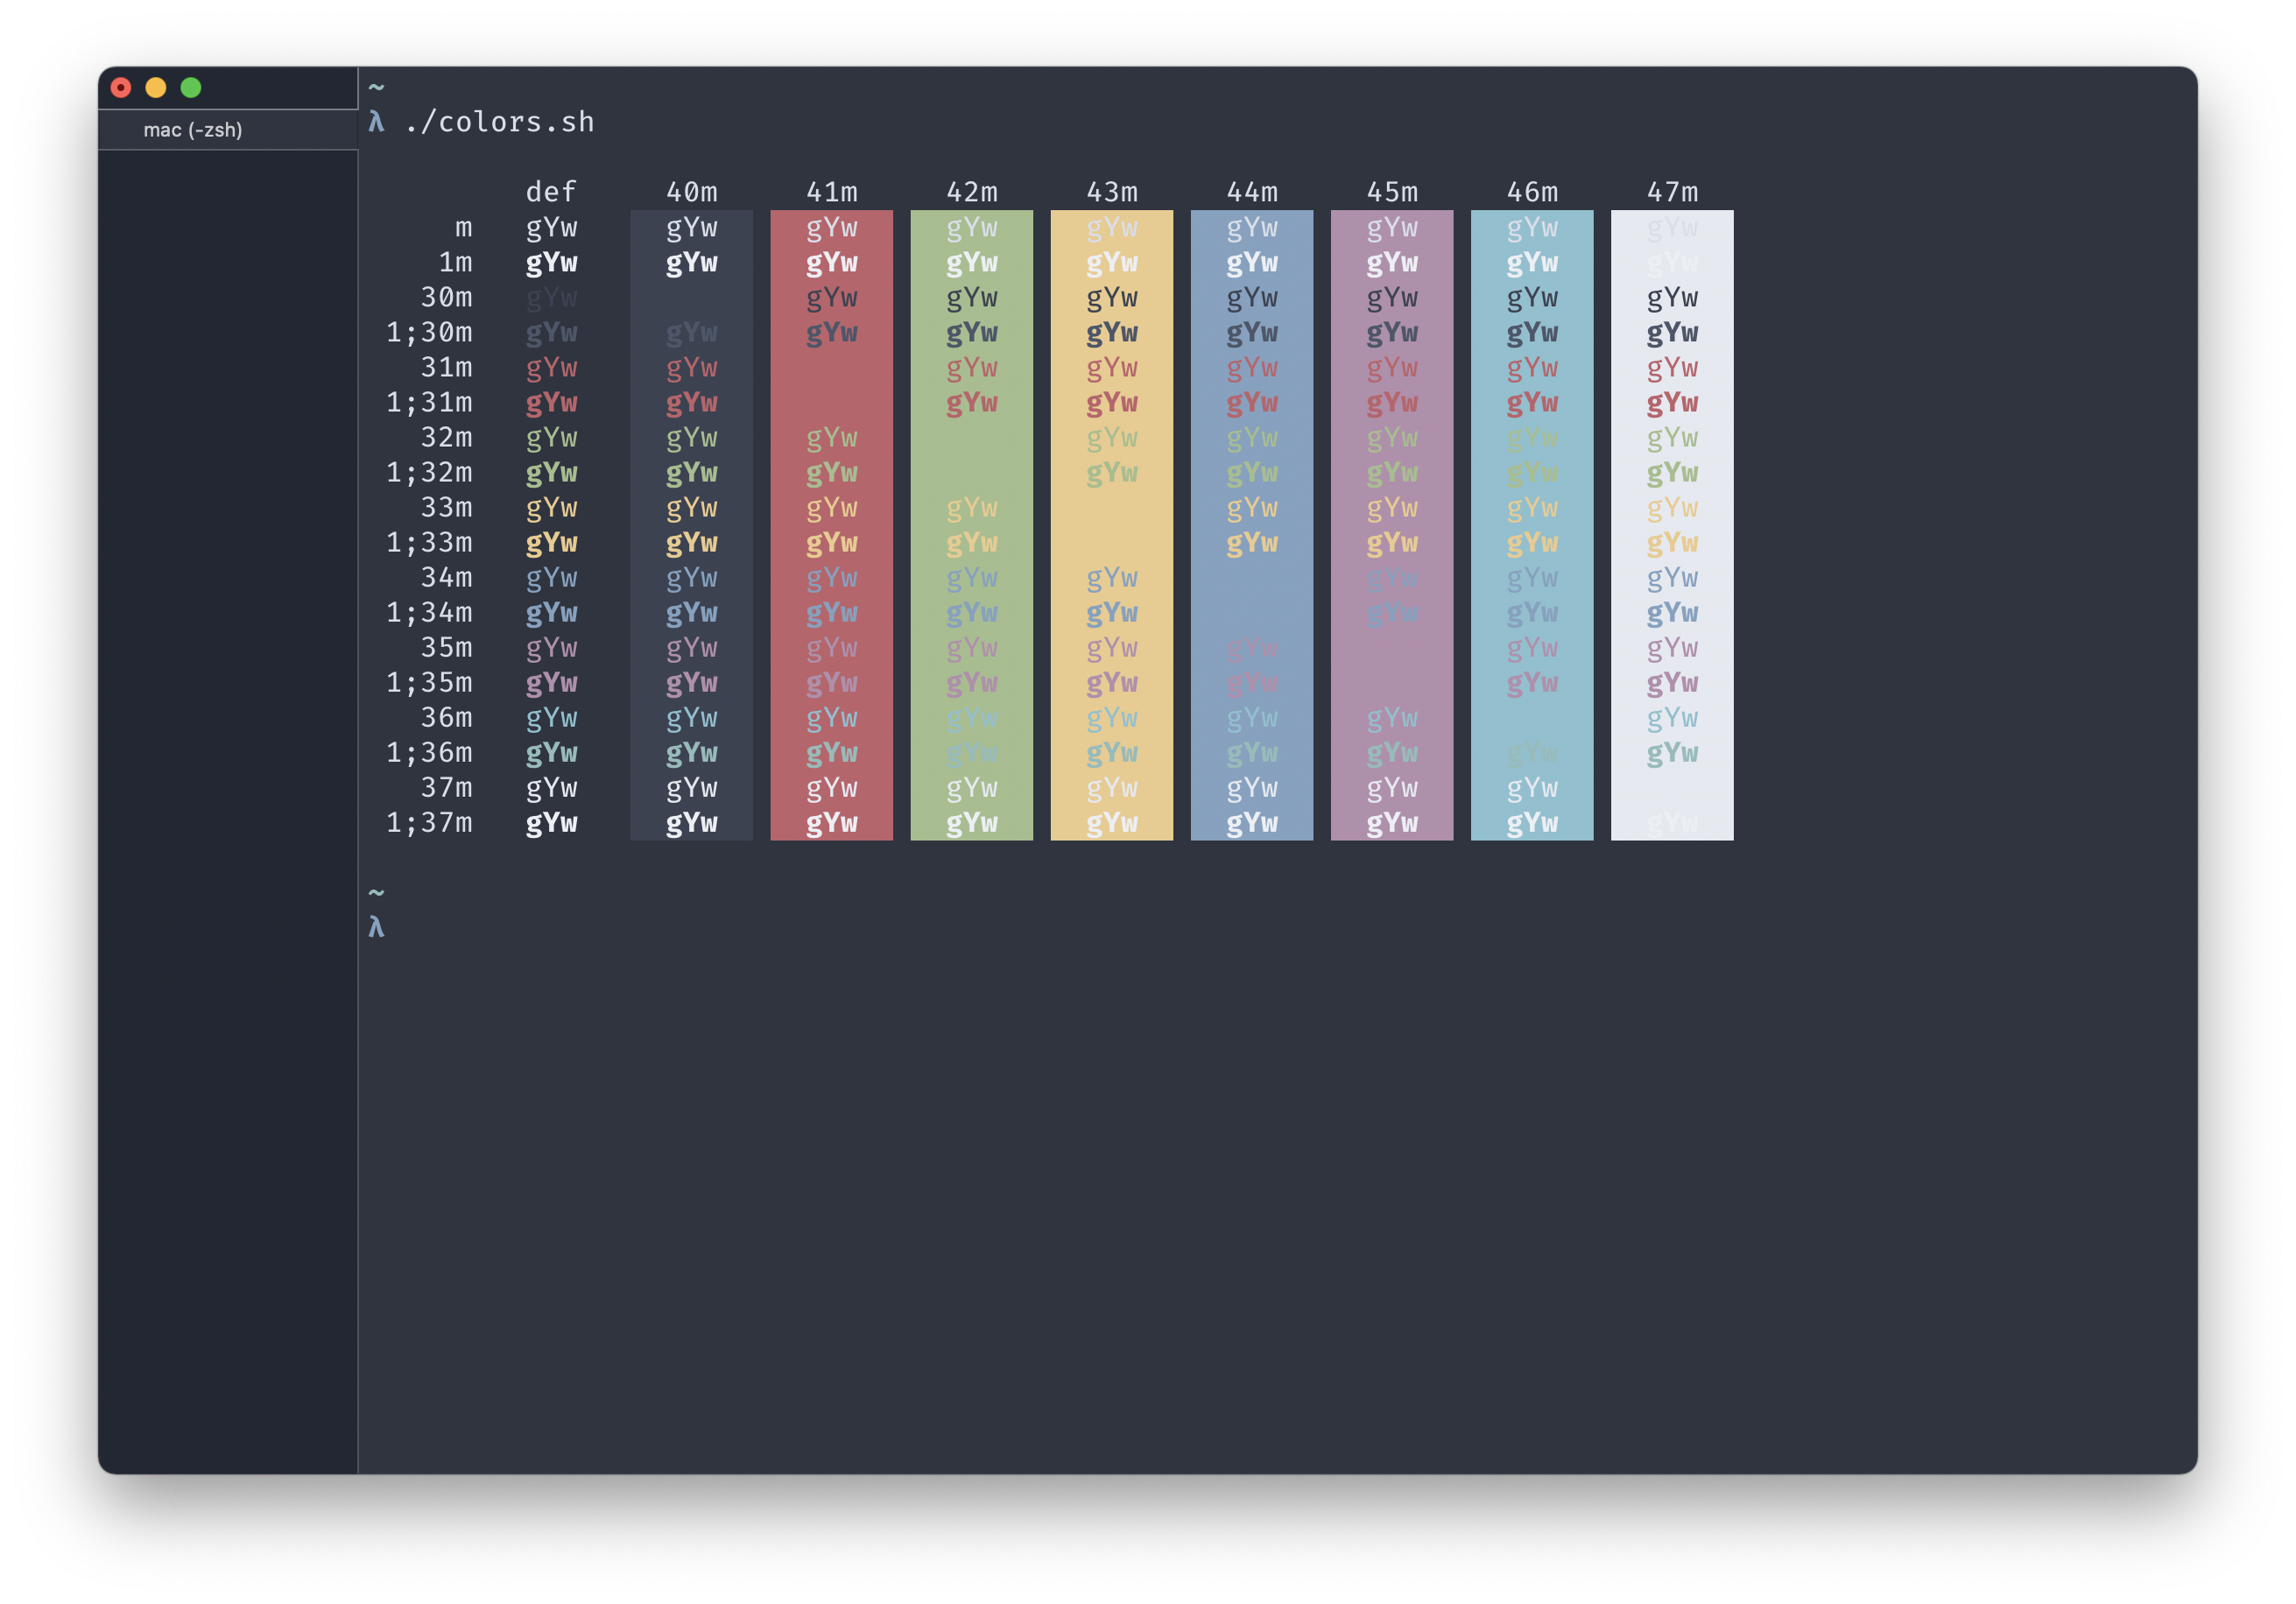 mac (-zsh)
~
λ ./colors.sh
def 40m 41m 42m 43m 44m 45m 46m 47m
m gYw gYw gYw gYw gYw gYw gYw gYw gYw
1m gYw gYw gYw gYw gYw gYw gYw gYw gYw
30m gYw gYw gYw gYw gYw gYw gYw gYw
1;30m gYw gYw gYw gYw gYw gYw gYw gYw gYw
31m gYw gYw gYw gYw gYw gYw gYw gYw
1;31m gYw gYw gYw gYw gYw gYw gYw gYw
32m gYw gYw gYw gYw gYw gYw gYw gYw
1;32m gYw gYw gYw gYw gYw gYw gYw gYw
33m gYw gYw gYw gYw gYw gYw gYw gYw
1;33m gYw gYw gYw gYw gYw gYw gYw gYw
34m gYw gYw gYw gYw gYw gYw gYw gYw
1;34m gYw gYw gYw gYw gYw gYw gYw gYw
35m gYw gYw gYw gYw gYw gYw gYw gYw
1;35m gYw gYw gYw gYw gYw gYw gYw gYw
36m gYw gYw gYw gYw gYw gYw gYw gYw
1;36m gYw gYw gYw gYw gYw gYw gYw gYw gYw
37m gYw gYw gYw gYw gYw gYw gYw gYw
1;37m gYw gYw gYw gYw gYw gYw gYw gYw gYw
~
λ